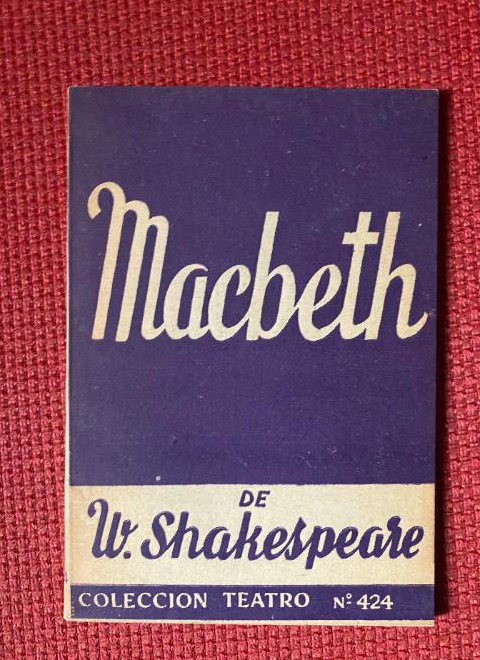 Macbeth
DE
W. Shakespeare
COLECCION TEATRO Nº 424